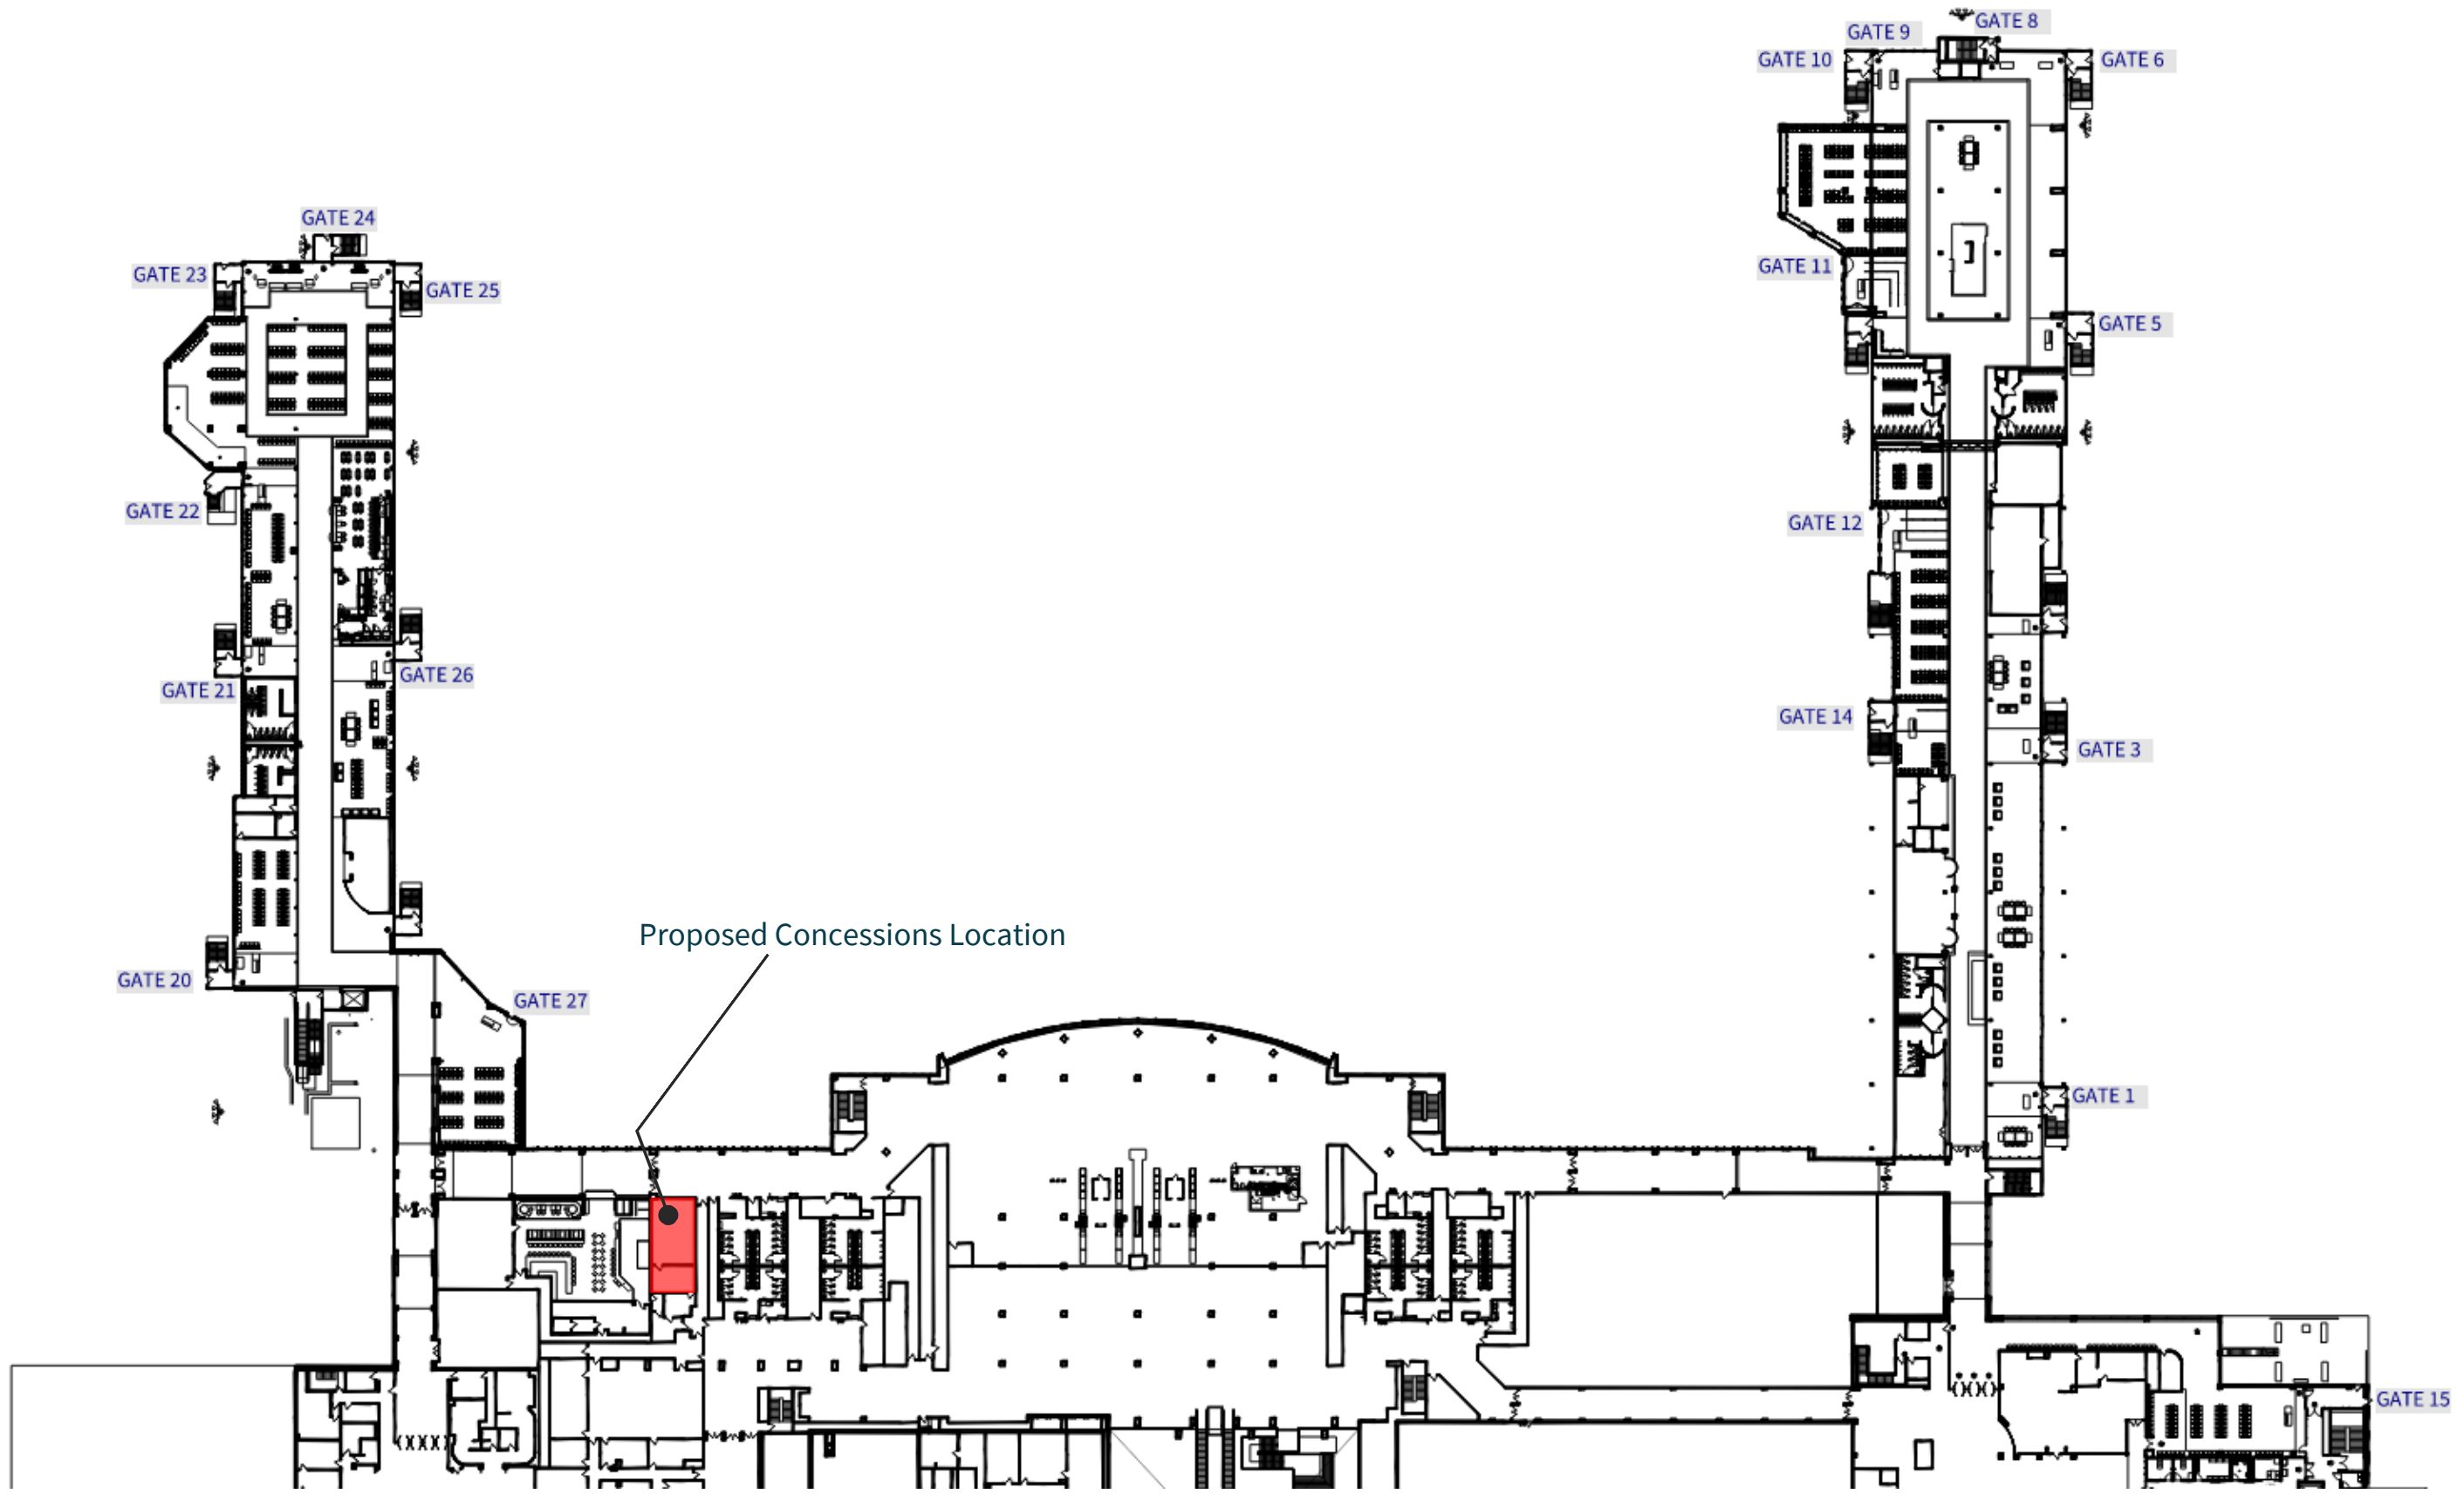 GATE 8
GATE 9
GATE 10
GATE 6
GATE 24
GATE 11
GATE 23
GATE 25
GATE 5
GATE 22
GATE 12
GATE 26
GATE 21
GATE 14
GATE 3
Proposed Concessions Location
GATE 20
GATE 27
GATE 1
GATE 15